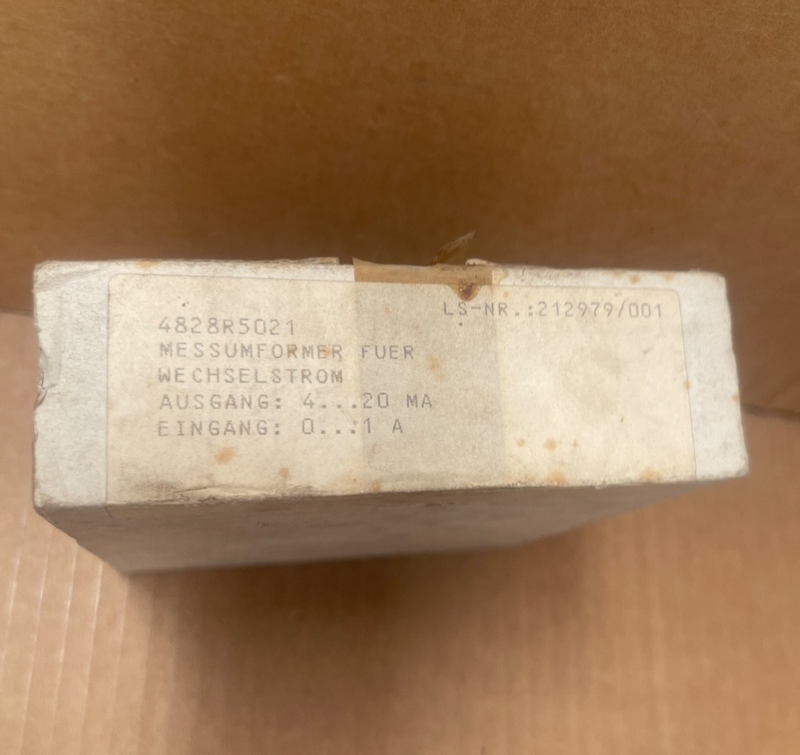 LS-NR.:212979/001
4828R5021
MESSUMFORMER FUER
WECHSELSTROM
AUSGANG: 4...20 MA
EINGANG: 0...1 A